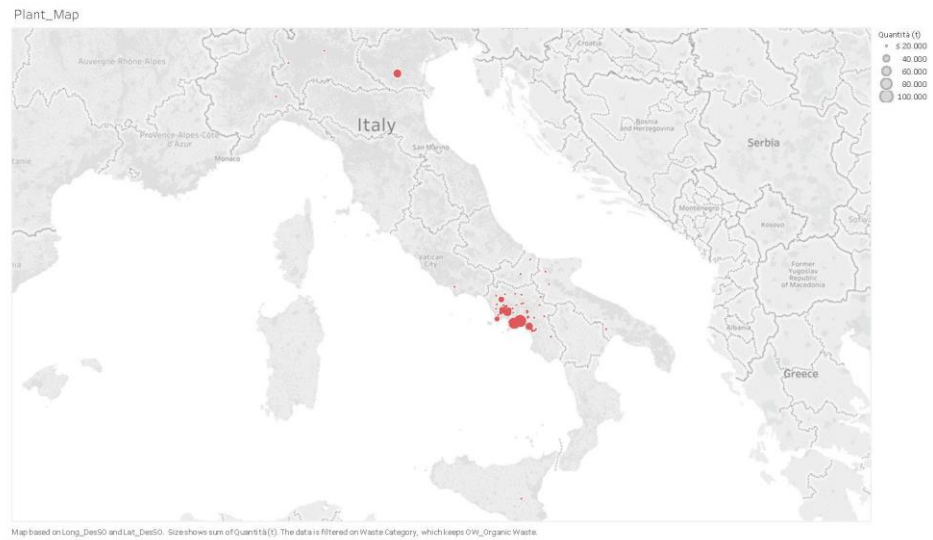 Plant_Map
Quantità (t)
≤ 20.000
40.000
60.000
80.000
100.000
Croatia
Auvergne-Rhône-Alpes
Bosnia
and Herzegovina
Italy
Provence-Alpes-Côte
d'Azur
Serbia
San Marino
Monaco
Montenegro
Kosovo
Vatican
City
Former
Yugoslav
Republic
of Macedonia
Albania
Greece
Map based on Long_DesSO and Lat_DesSO. Size shows sum of Quantità (t). The data is filtered on Waste Category, which keeps OW_Organic Waste.